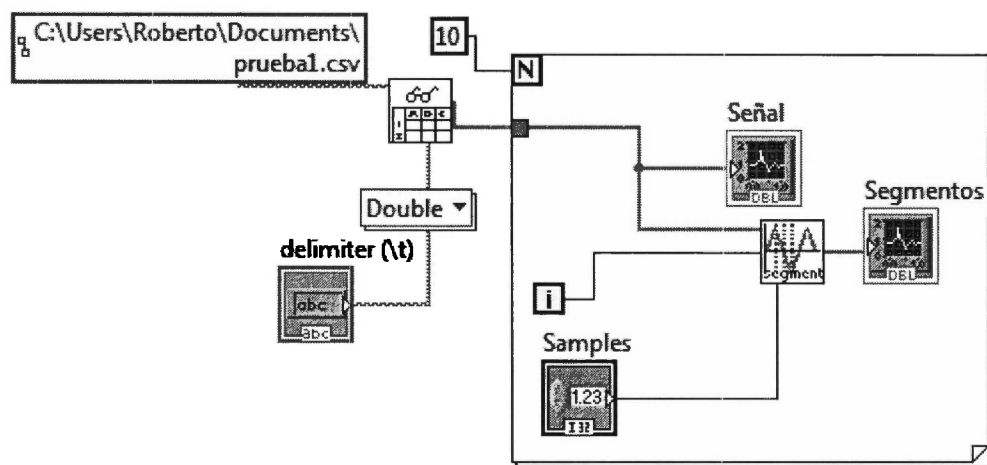 C:\Users\Roberto\Documents\
prueba1.csv
10
N
Señal
DBL
Segmentos
DBL
Double
segment
delimiter (\t)
abc
abc
i
Samples
1.23
I32